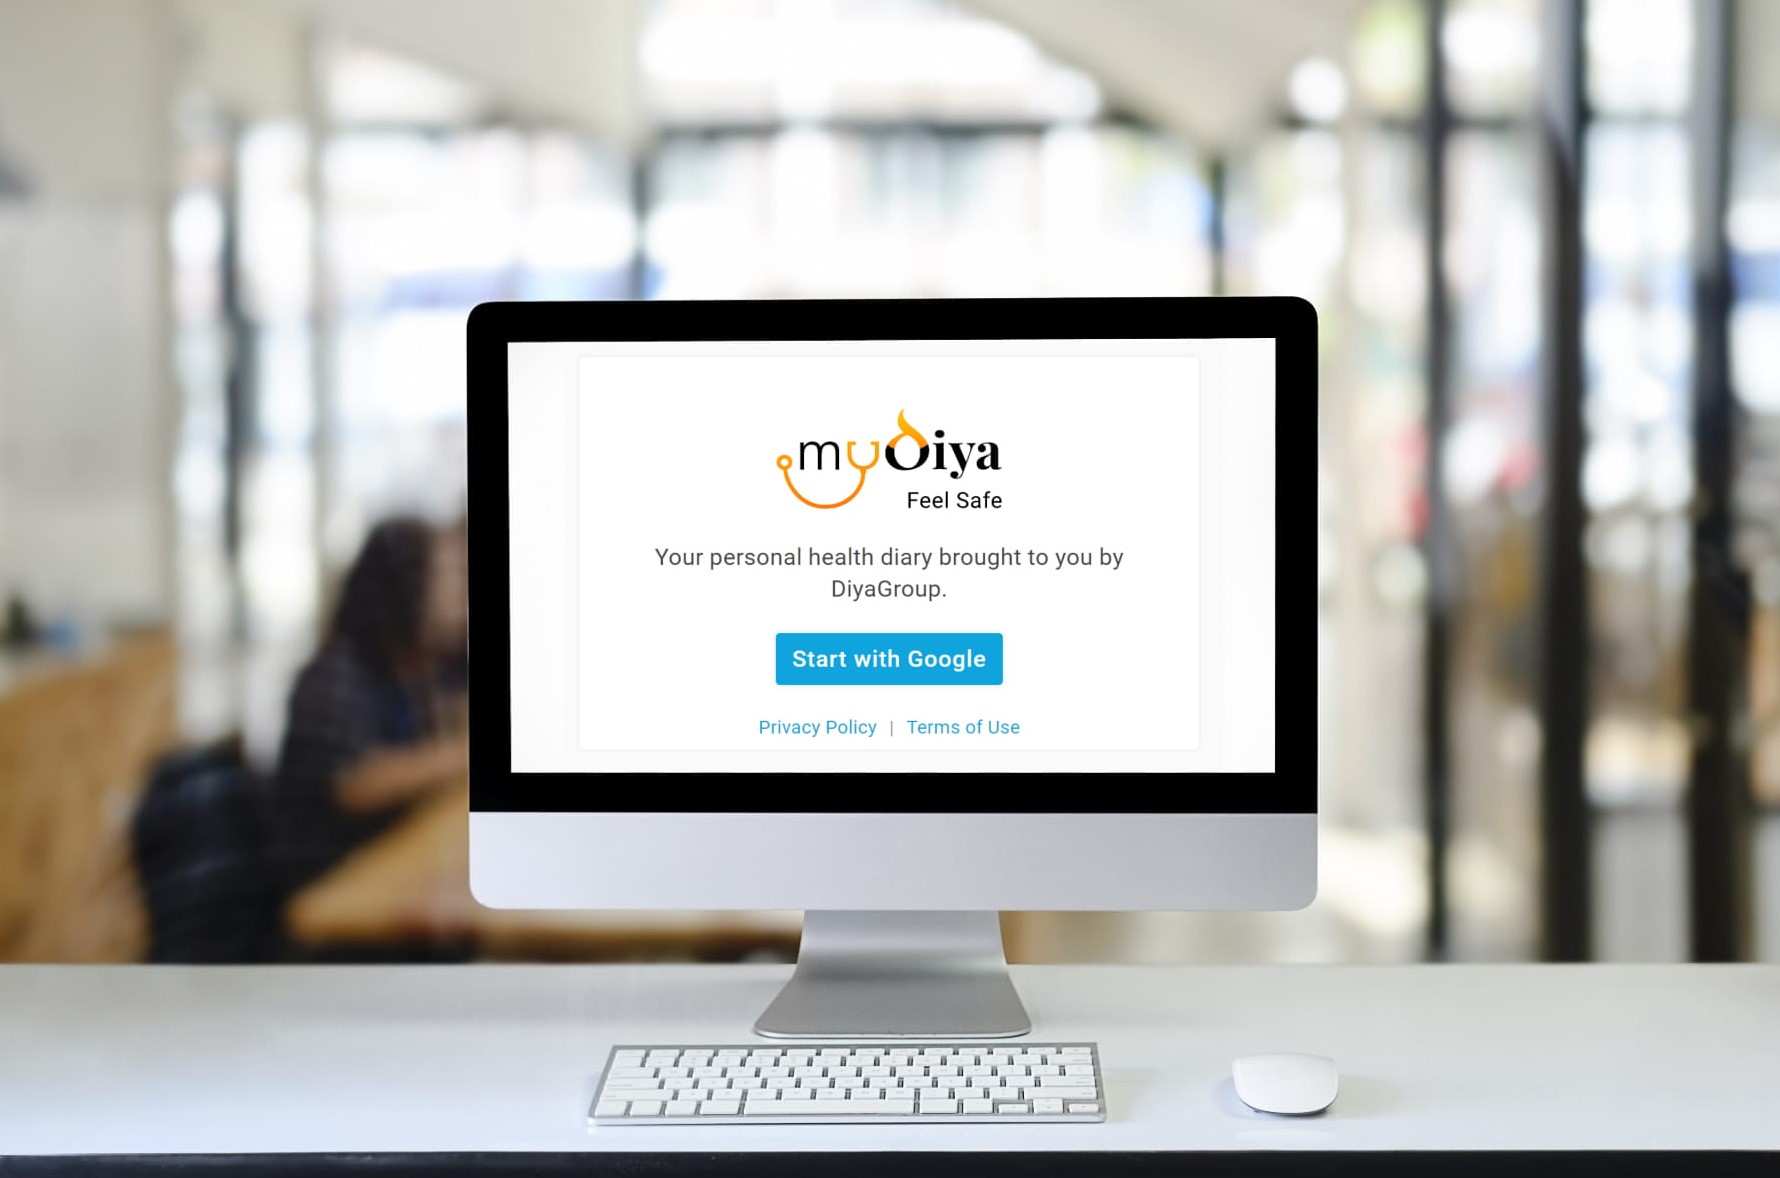 myDiya
Feel Safe
Your personal health diary brought to you by
DiyaGroup.
Start with Google
Privacy Policy | Terms of Use